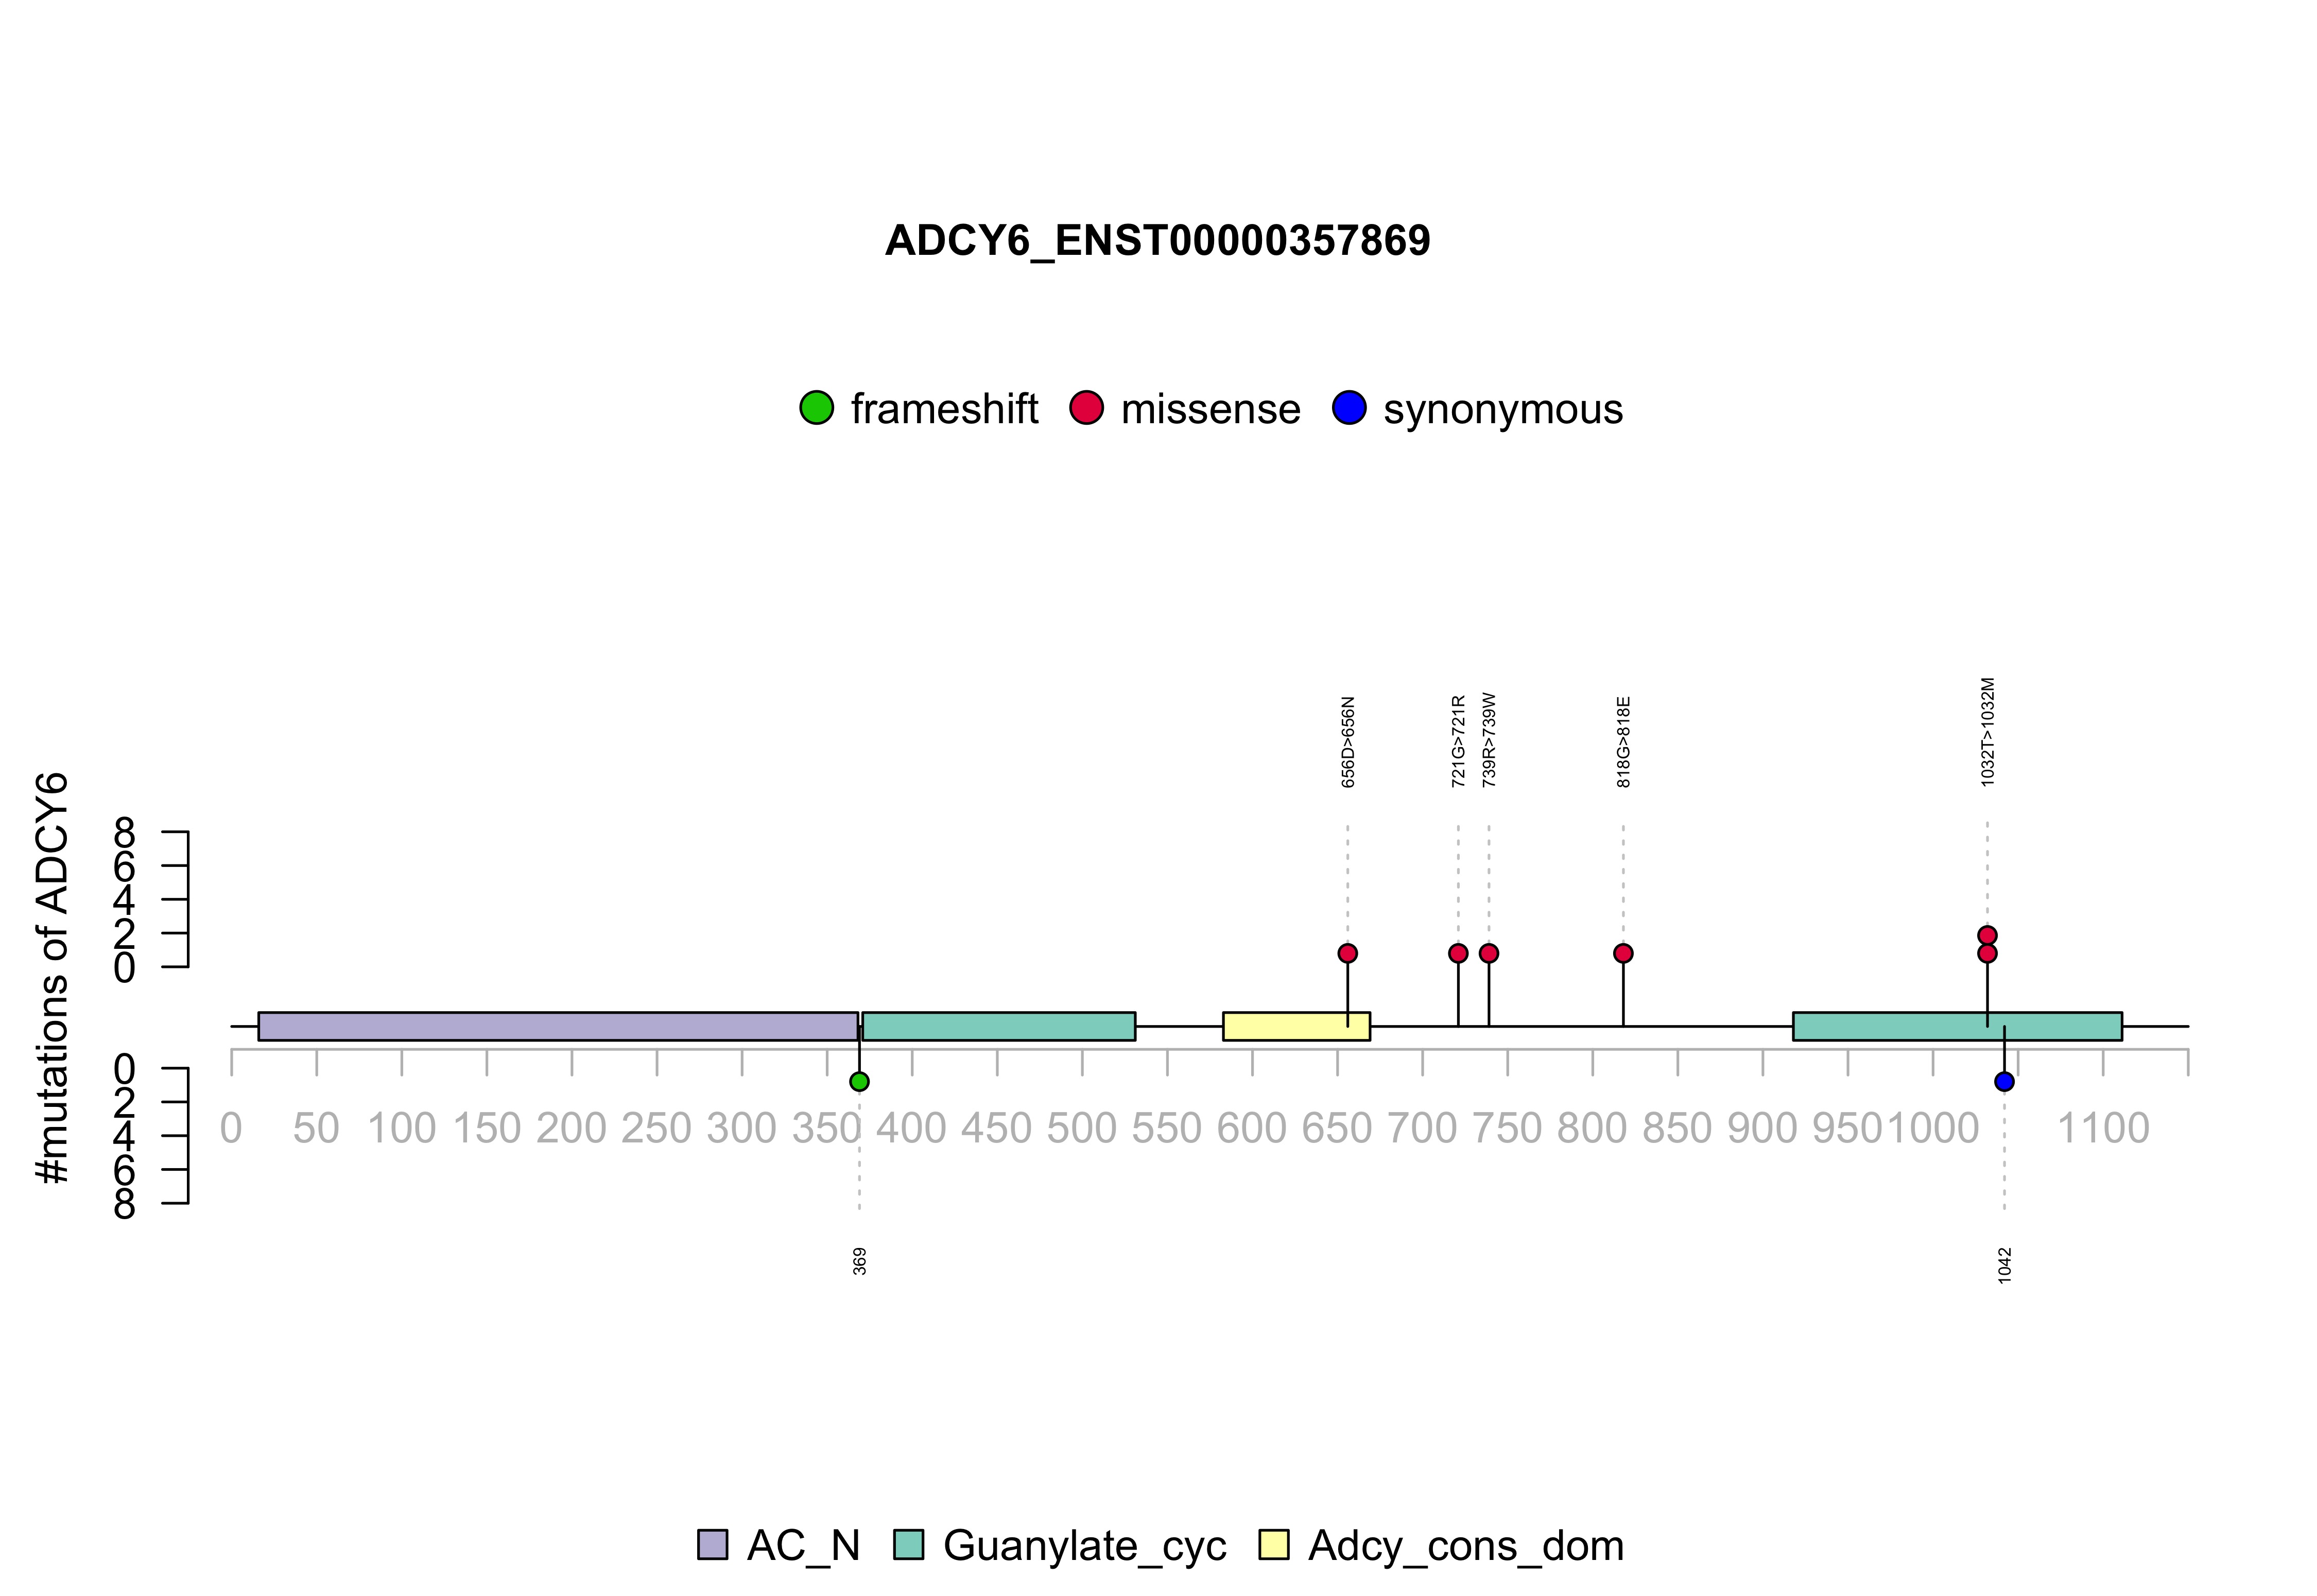 ADCY6_ENST00000357869
frameshift missense synonymous
656D>656N
721G>721R
739R>739W
818G>818E
1032T>1032M
#mutations of ADCY6
8
6
4
2
0
0
2
4
6
8
0 50 100 150 200 250 300 350 400 450 500 550 600 650 700 750 800 850 900 950 1000 1100
369
1042
AC_N Guanylate_cyc Adcy_cons_dom